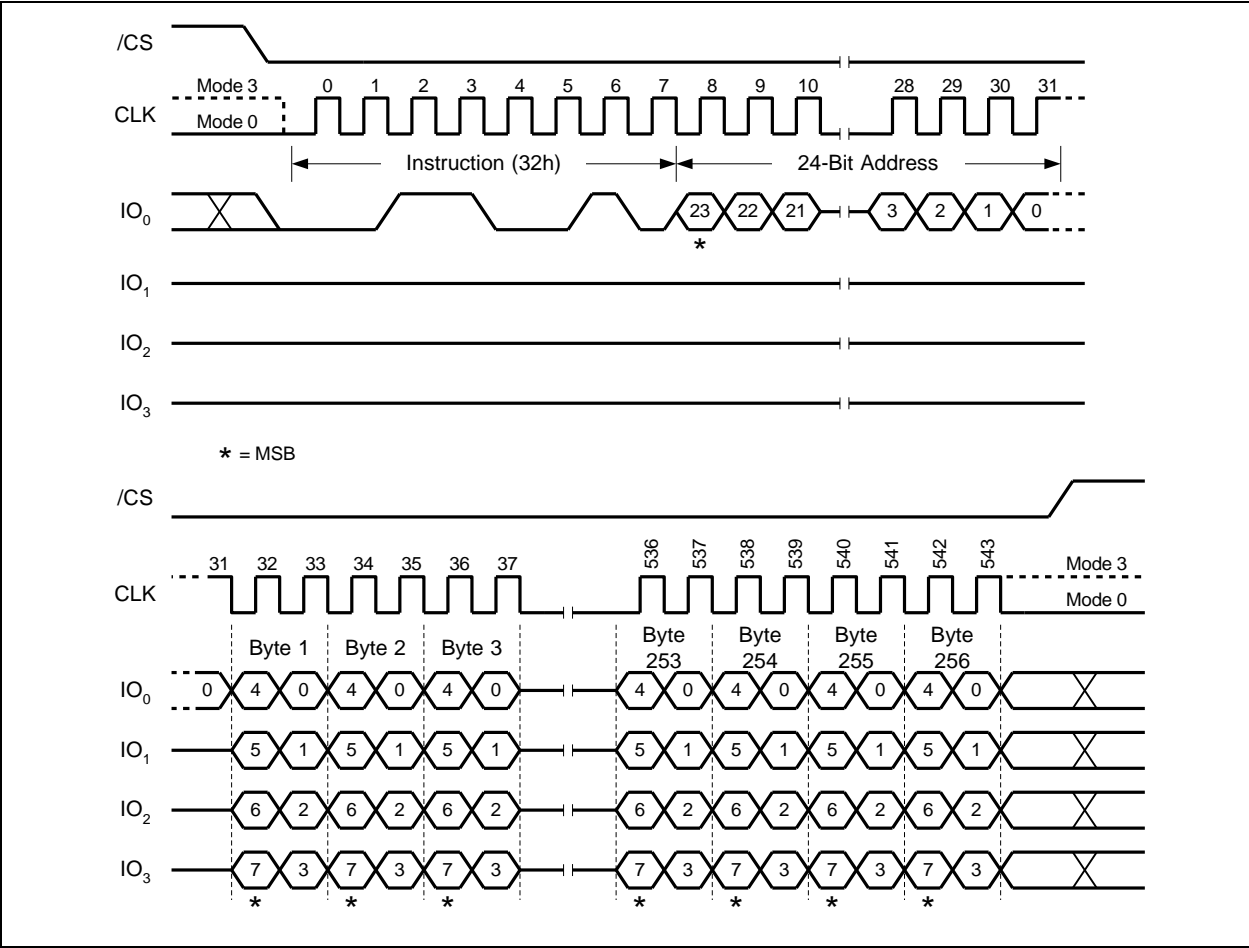 /CS
Mode 3 0 1 2 3 4 5 6 7 8 9 10 28 29 30 31
CLK
Mode 0
Instruction (32h) 24-Bit Address
IO0 23 22 21 3 2 1 0
*
IO1
IO2
IO3
* = MSB
/CS
31 32 33 34 35 36 37 536 537 538 539 540 541 542 543 Mode 3
CLK
Mode 0
Byte 1 Byte 2 Byte 3 Byte 253 Byte 254 Byte 255 Byte 256
IO0 0 4 0 4 0 4 0 4 0 4 0 4 0 4 0
IO1 5 1 5 1 5 1 5 1 5 1 5 1 5 1
IO2 6 2 6 2 6 2 6 2 6 2 6 2 6 2
IO3 7 3 7 3 7 3 7 3 7 3 7 3 7 3
* * * * * * *